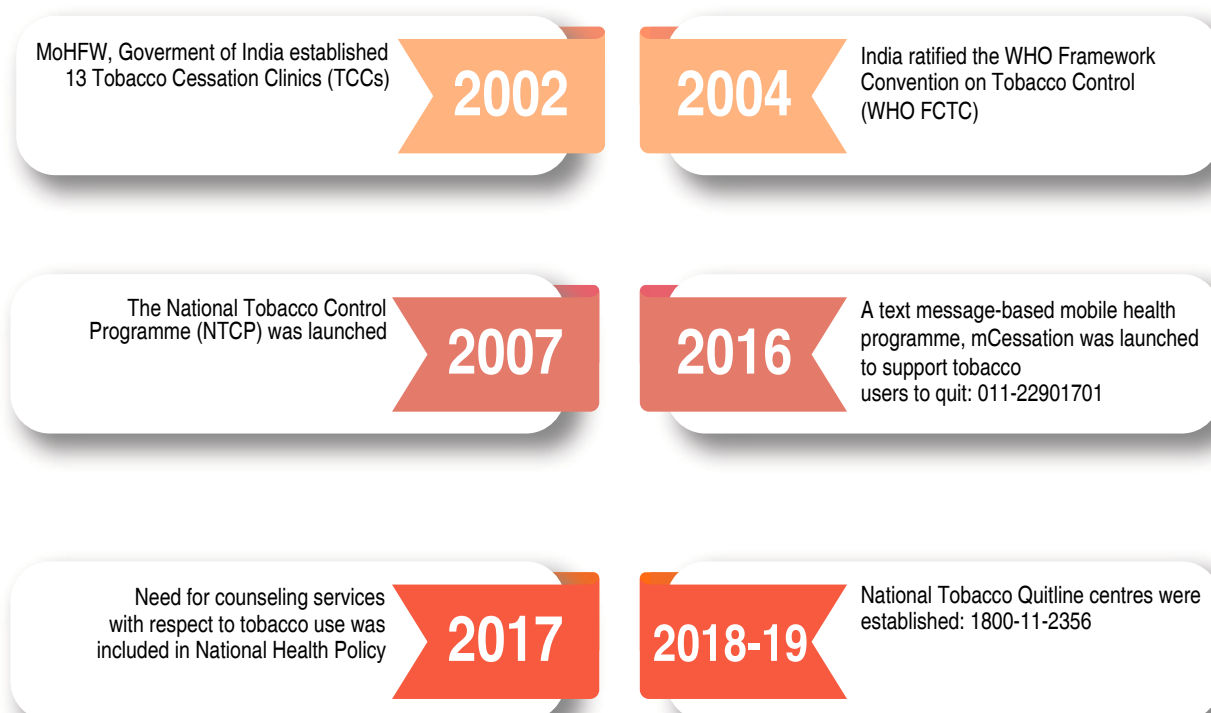 MoHFW, Goverment of India established
13 Tobacco Cessation Clinics (TCCs)
2002
2004
India ratified the WHO Framework
Convention on Tobacco Control
(WHO FCTC)
The National Tobacco Control
Programme (NTCP) was launched
2007
2016
A text message-based mobile health
programme, mCessation was launched
to support tobacco
users to quit: 011-22901701
Need for counseling services
with respect to tobacco use was
included in National Health Policy
2017
2018-19
National Tobacco Quitline centres were
established: 1800-11-2356